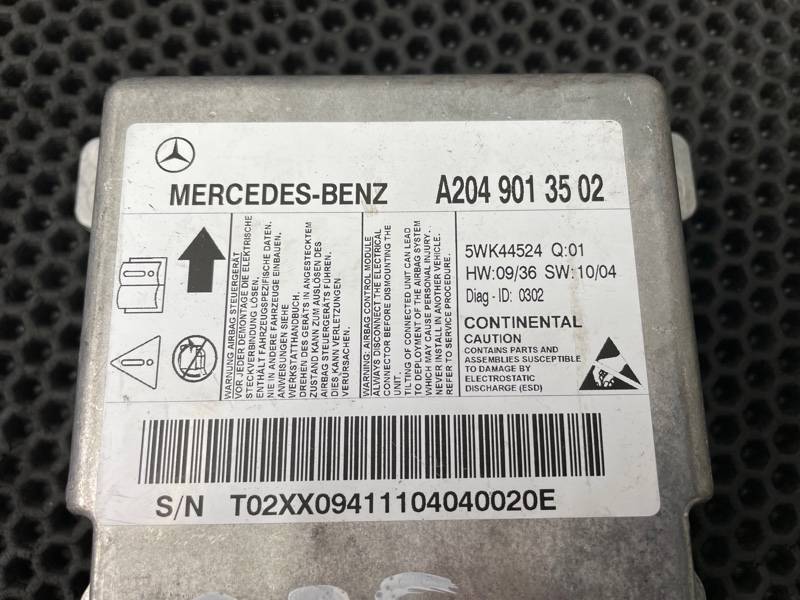 MERCEDES-BENZ A204 901 35 02
WARNUNG AIRBAG STEUERGERÄT
VOR JEDER DEMONTAGE DIE ELEKTRISCHE
STECKVERBINDUNG LÖSEN.
ENTHÄLT FAHRZEUGSPEZIFISCHE DATEN.
NIE IN ANDERE FAHRZEUGE EINBAUEN.
ANWEISUNGEN SIEHE
WERKSTATTHANDBUCH.
DREHEN DES GERÄTS IN ANGESTECKTEM
ZUSTAND KANN ZUM AUSLÖSEN DES
AIRBAG STEUERGERÄTS FÜHREN.
DIES KANN VERLETZUNGEN
VERURSACHEN.
WARNING: AIRBAG CONTROL MODULE
ALWAYS DISCONNECT THE ELECTRICAL
CONNECTOR BEFORE DISMOUNTING THE
UNIT.
TILTING OF CONNECTED UNIT CAN LEAD
TO DEPLOYMENT OF THE AIRBAG SYSTEM
WHICH MAY CAUSE PERSONAL INJURY.
NEVER INSTALL IN ANOTHER VEHICLE.
REFER TO SERVICE PROCEDURE.
5WK44524 Q:01
HW:09/36 SW:10/04
Diag - ID: 0302
CONTINENTAL
CAUTION
CONTAINS PARTS AND
ASSEMBLIES SUSCEPTIBLE
TO DAMAGE BY
ELECTROSTATIC
DISCHARGE (ESD)
S/N T02XX09411104040020E